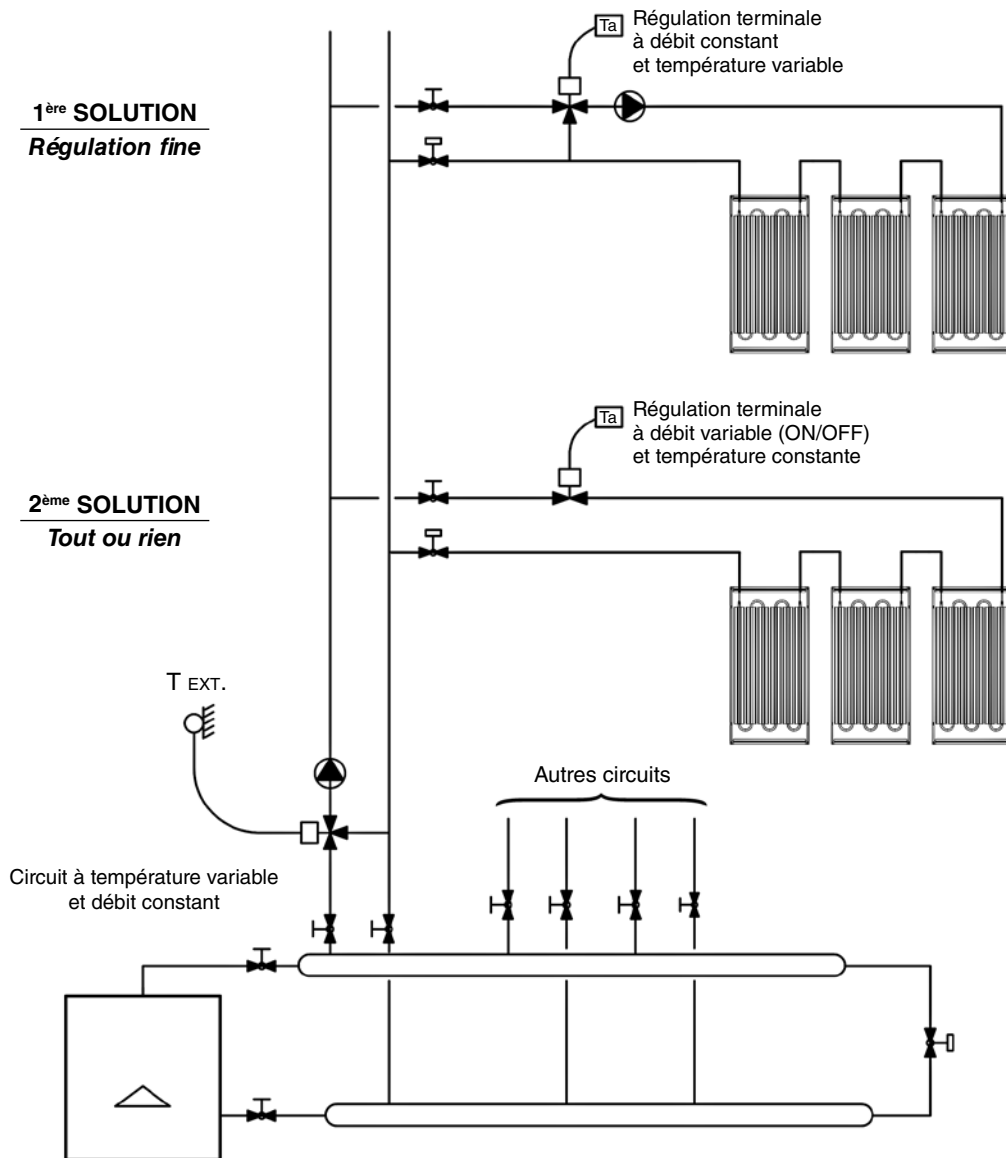 Ta
Régulation terminale
à débit constant
et température variable
1ère SOLUTION
Régulation fine
Ta
Régulation terminale
à débit variable (ON/OFF)
et température constante
2ème SOLUTION
Tout ou rien
T EXT.
Autres circuits
Circuit à température variable
et débit constant